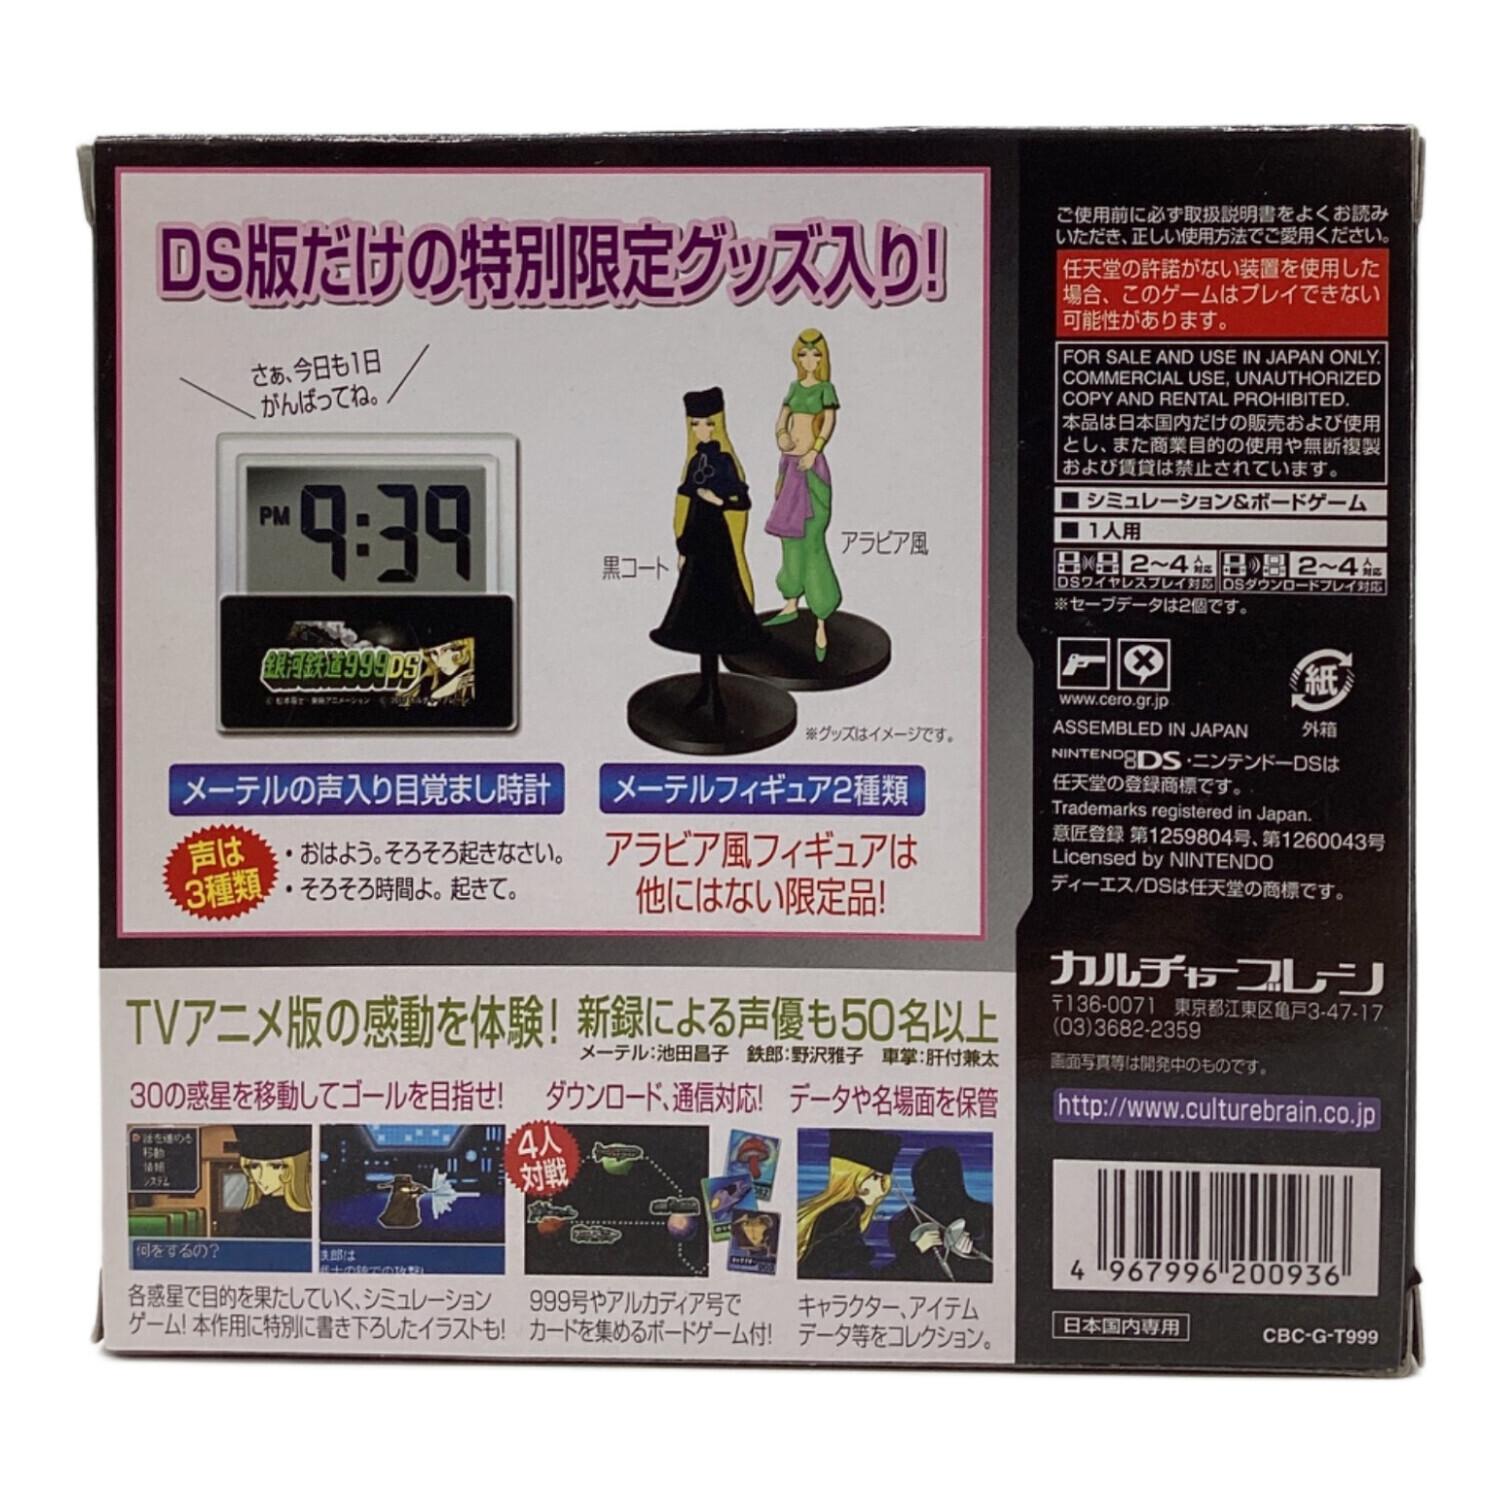 DS版だけの特別限定グッズ入り!
さぁ、今日も1日
がんばってね。
PM 9:39
銀河鉄道999DS
黒コート
アラビア風
※グッズはイメージです。
メーテルの声入り目覚まし時計
メーテルフィギュア2種類
声は
3種類
・おはよう。そろそろ起きなさい。
・そろそろ時間よ。起きて。
アラビア風フィギュアは
他にはない限定品!
TVアニメ版の感動を体験!
新録による声優も50名以上
メーテル:池田昌子 鉄郎:野沢雅子 車掌:肝付兼太
30の惑星を移動してゴールを目指せ!
ダウンロード、通信対応!
データや名場面を保管
話を進める
移動
情報
システム
何をするの?
鉄郎は
4人
対戦
各惑星で目的を果たしていく、シミュレーション
ゲーム!本作用に特別に書き下ろしたイラストも!
999号やアルカディア号で
カードを集めるボードゲーム付!
キャラクター、アイテム
データ等をコレクション。
ご使用前に必ず取扱説明書をよくお読み
いただき、正しい使用方法でご愛用ください。
任天堂の許諾がない装置を使用した
場合、このゲームはプレイできない
可能性があります。
FOR SALE AND USE IN JAPAN ONLY.
COMMERCIAL USE, UNAUTHORIZED
COPY AND RENTAL PROHIBITED.
本品は日本国内だけの販売および使用
とし、また商業目的の使用や無断複製
および賃貸は禁止されています。
■ シミュレーション&ボードゲーム
■ 1人用
2~4人対応
DSワイヤレスプレイ対応
2~4人対応
DSダウンロードプレイ対応
※セーブデータは2個です。
www.cero.gr.jp
紙
外箱
ASSEMBLED IN JAPAN
NINTENDO DS・ニンテンドーDSは
任天堂の登録商標です。
Trademarks registered in Japan.
意匠登録 第1259804号、第1260043号
Licensed by NINTENDO
ディーエス/DSは任天堂の商標です。
カルチャーブレーン
〒136-0071 東京都江東区亀戸3-47-17
(03)3682-2359
画面写真等は開発中のものです。
http://www.culturebrain.co.jp
4 967996 200936
日本国内専用
CBC-G-T999